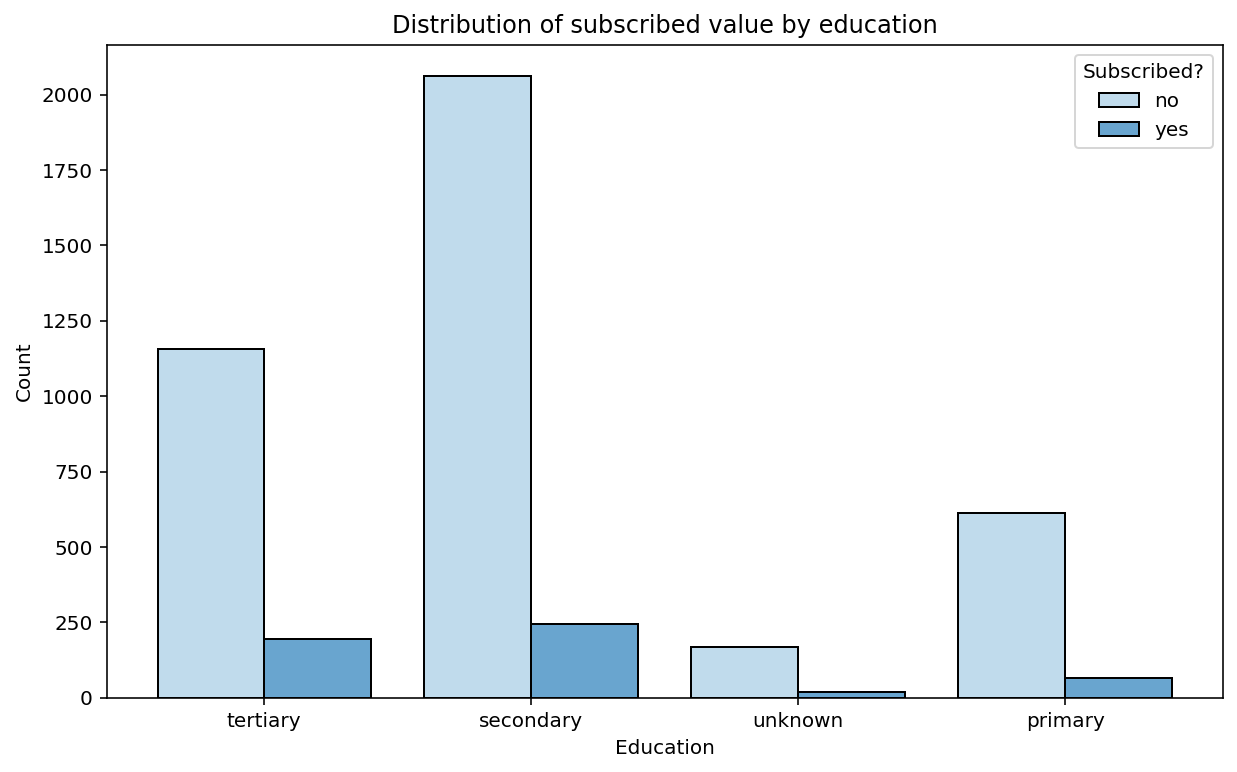 Distribution of subscribed value by education
Subscribed?
no
yes
2000
1750
1500
1250
1000
750
500
250
0
Count
tertiary
secondary
unknown
primary
Education